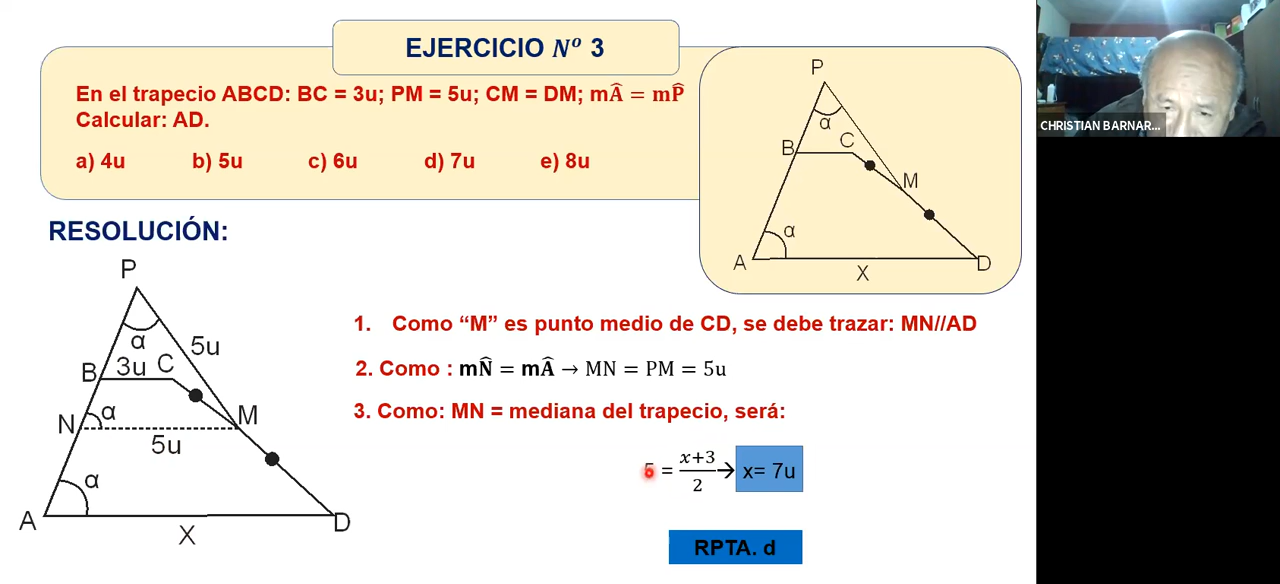 EJERCICIO N° 3
En el trapecio ABCD: BC = 3u; PM = 5u; CM = DM; mÂ = mP̂
Calcular: AD.
a) 4u b) 5u c) 6u d) 7u e) 8u
P
α
B C
M
α
A D
X
CHRISTIAN BARNAR...
RESOLUCIÓN:
P
α 5u
B 3u C
N α M
5u
α
A D
X
1. Como “M” es punto medio de CD, se debe trazar: MN//AD
2. Como : mN̂ = mÂ → MN = PM = 5u
3. Como: MN = mediana del trapecio, será:
5 = x+3/2 → x= 7u
RPTA. d